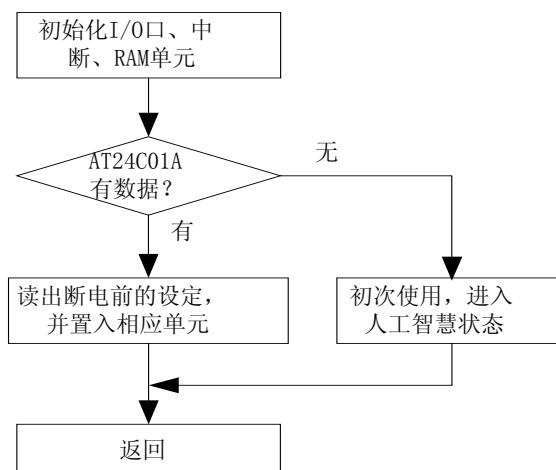 初始化I/O口、中
断、RAM单元
AT24C01A
有数据？
无
有
读出断电前的设定，
并置入相应单元
初次使用，进入
人工智慧状态
返回